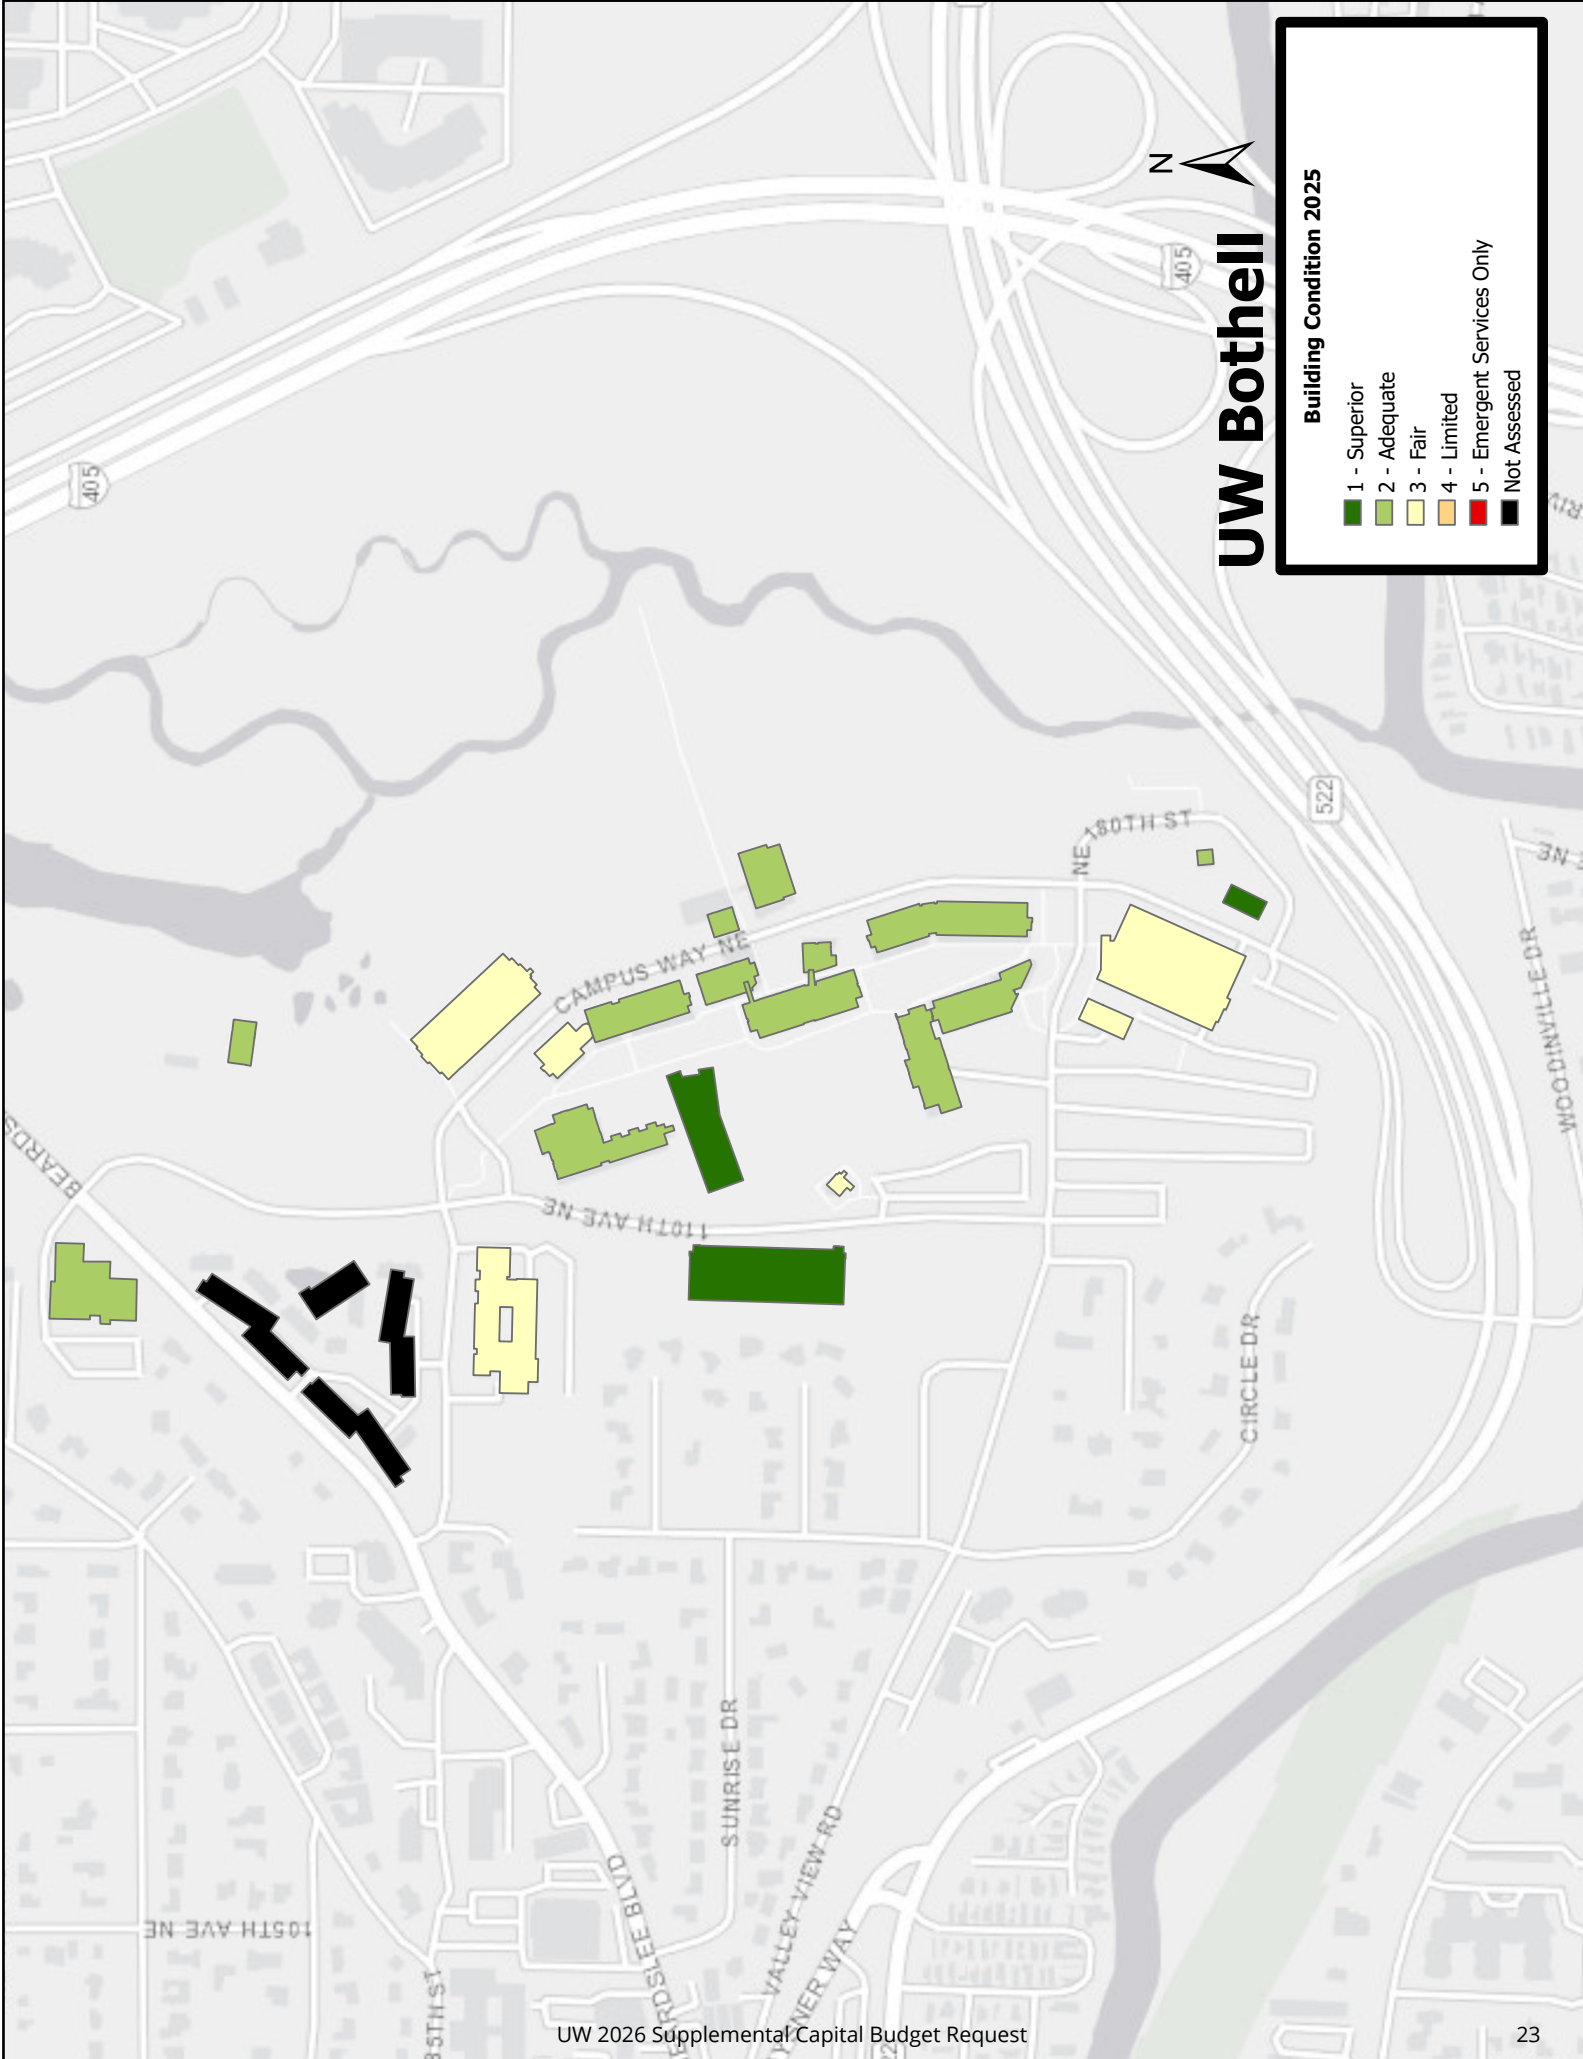 UW Bothell
N
Building Condition 2025
1 - Superior
2 - Adequate
3 - Fair
4 - Limited
5 - Emergent Services Only
Not Assessed
405
405
522
NE 180TH ST
CAMPUS WAY NE
110TH AVE NE
WOODINVILLE DR
NE
CIRCLE DR
SUNRISE DR
VALLEY VIEW RD
105TH AVE NE
UW 2026 Supplemental Capital Budget Request
23